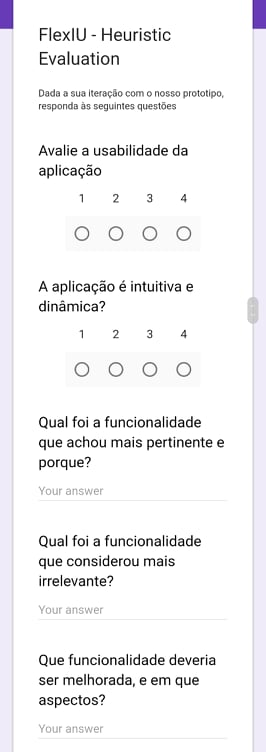 FlexIU - Heuristic
Evaluation
Dada a sua iteração com o nosso prototipo,
responda às seguintes questões
Avalie a usabilidade da
aplicação
1 2 3 4
A aplicação é intuitiva e
dinâmica?
1 2 3 4
Qual foi a funcionalidade
que achou mais pertinente e
porque?
Your answer
Qual foi a funcionalidade
que considerou mais
irrelevante?
Your answer
Que funcionalidade deveria
ser melhorada, e em que
aspectos?
Your answer